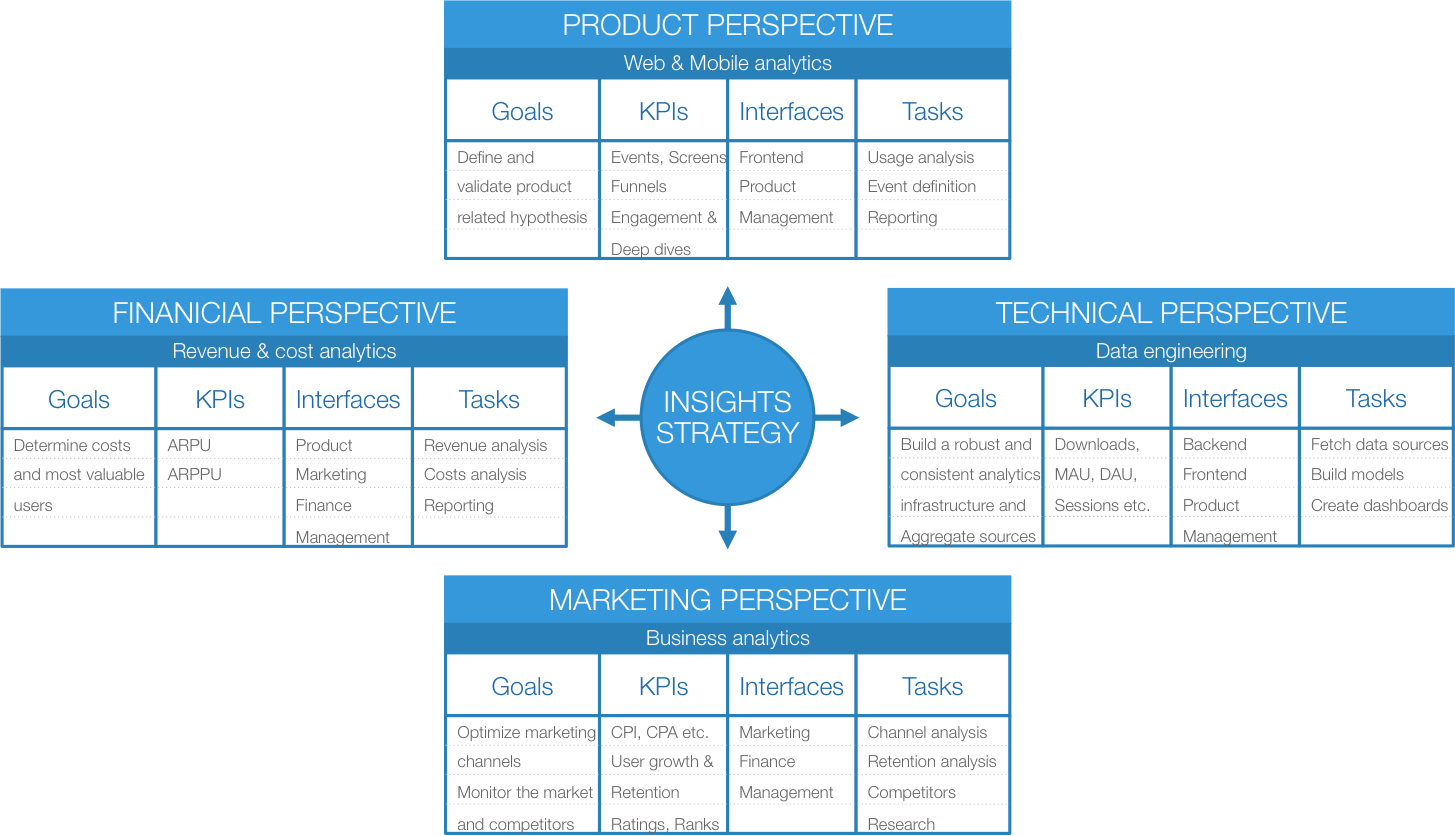 PRODUCT PERSPECTIVE
Web & Mobile analytics
Goals
KPIs
Interfaces
Tasks
Define and
validate product
related hypothesis
Events, Screens
Funnels
Engagement &
Deep dives
Frontend
Product
Management
Usage analysis
Event definition
Reporting
FINANICIAL PERSPECTIVE
Revenue & cost analytics
Goals
KPIs
Interfaces
Tasks
Determine costs
and most valuable
users
ARPU
ARPPU
Product
Marketing
Finance
Management
Revenue analysis
Costs analysis
Reporting
INSIGHTS
STRATEGY
TECHNICAL PERSPECTIVE
Data engineering
Goals
KPIs
Interfaces
Tasks
Build a robust and
consistent analytics
infrastructure and
Aggregate sources
Downloads,
MAU, DAU,
Sessions etc.
Backend
Frontend
Product
Management
Fetch data sources
Build models
Create dashboards
MARKETING PERSPECTIVE
Business analytics
Goals
KPIs
Interfaces
Tasks
Optimize marketing
channels
Monitor the market
and competitors
CPI, CPA etc.
User growth &
Retention
Ratings, Ranks
Marketing
Finance
Management
Channel analysis
Retention analysis
Competitors
Research